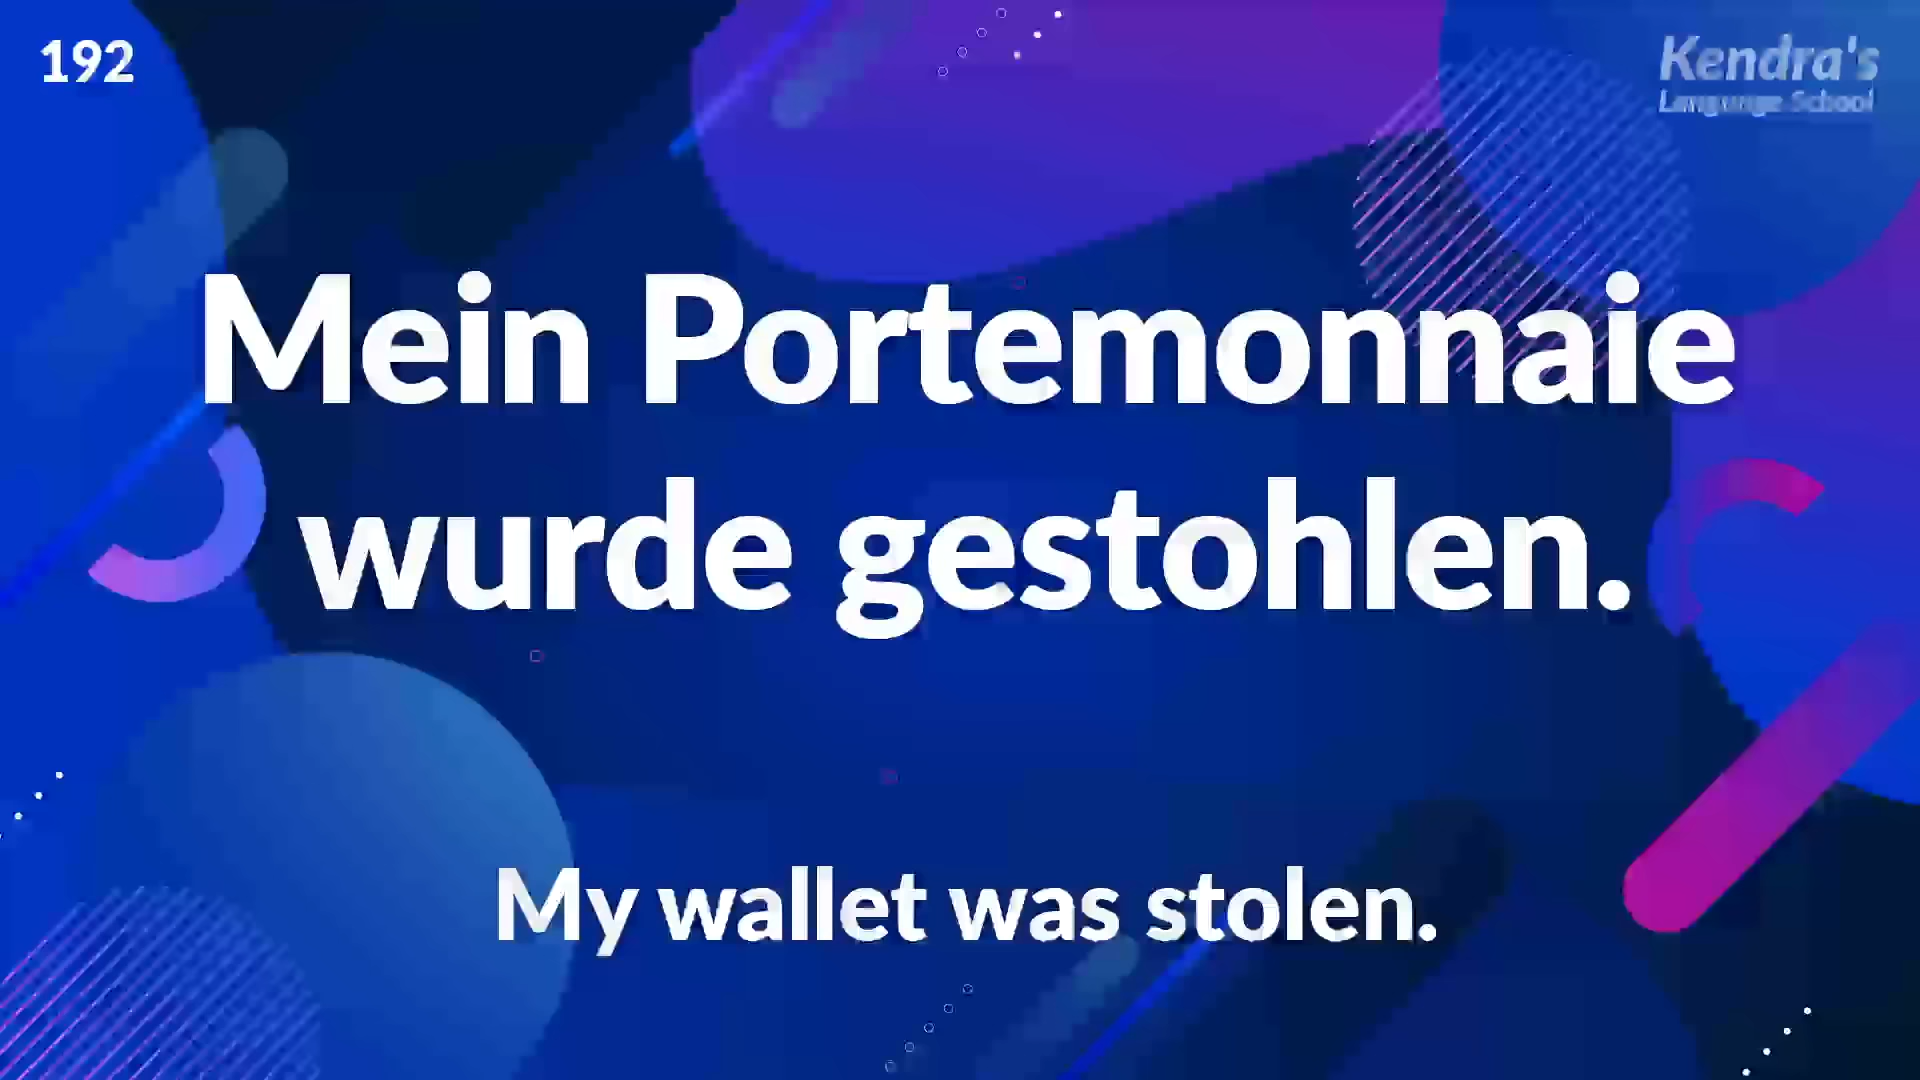 192
Kendra's
Language School
Mein Portemonnaie
wurde gestohlen.
My wallet was stolen.